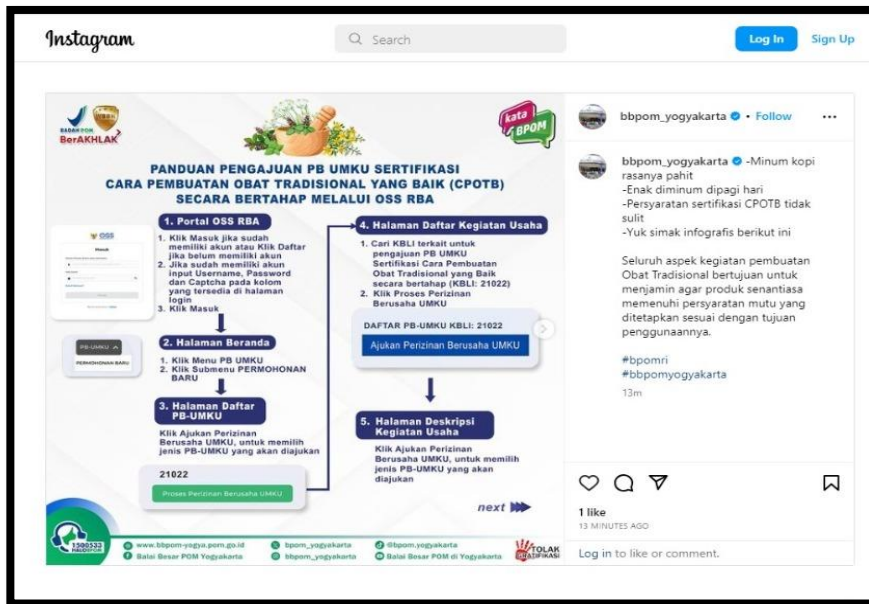 Instagram
Search
Log In
Sign Up
BADAN POM
BerAKHLAK
kata
BPOM
PANDUAN PENGAJUAN PB UMKU SERTIFIKASI
CARA PEMBUATAN OBAT TRADISIONAL YANG BAIK (CPOTB)
SECARA BERTAHAP MELALUI OSS RBA
1. Portal OSS RBA
OSS
Masuk
1. Klik Masuk jika sudah
memiliki akun atau Klik Daftar
jika belum memiliki akun
2. Jika sudah memiliki akun
input Username, Password
dan Captcha pada kolom
yang tersedia di halaman
login
3. Klik Masuk
2. Halaman Beranda
PB-UMKU
PERMOHONAN BARU
1. Klik Menu PB UMKU
2. Klik Submenu PERMOHONAN
BARU
3. Halaman Daftar
PB-UMKU
Klik Ajukan Perizinan
Berusaha UMKU, untuk memilih
jenis PB-UMKU yang akan diajukan
21022
Proses Perizinan Berusaha UMKU
4. Halaman Daftar Kegiatan Usaha
1. Cari KBLI terkait untuk
pengajuan PB UMKU
Sertifikasi Cara Pembuatan
Obat Tradisional yang Baik
secara bertahap (KBLI: 21022)
2. Klik Proses Perizinan
Berusaha UMKU
DAFTAR PB-UMKU KBLI: 21022
Ajukan Perizinan Berusaha UMKU
5. Halaman Deskripsi
Kegiatan Usaha
Klik Ajukan Perizinan
Berusaha UMKU, untuk memilih
jenis PB-UMKU yang akan
diajukan
next
1500533
HALOBPOM
www.bbpom-yogya.pom.go.id
bpom_yogyakarta
@bpom.yogyakarta
Balai Besar POM Yogyakarta
bbpom_yogyakarta
Balai Besar POM di Yogyakarta
TOLAK
GRATIFIKASI
bbpom_yogyakarta • Follow
bbpom_yogyakarta -Minum kopi
rasanya pahit
-Enak diminum dipagi hari
-Persyaratan sertifikasi CPOTB tidak
sulit
-Yuk simak infografis berikut ini
Seluruh aspek kegiatan pembuatan
Obat Tradisional bertujuan untuk
menjamin agar produk senantiasa
memenuhi persyaratan mutu yang
ditetapkan sesuai dengan tujuan
penggunaannya.
#bpomri
#bbpomyogyakarta
13m
1 like
13 MINUTES AGO
Log in to like or comment.